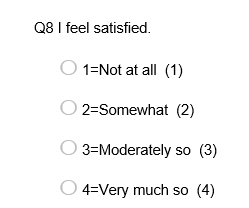 Q8 I feel satisfied.
1=Not at all  (1)
2=Somewhat  (2)
3=Moderately so  (3)
4=Very much so  (4)